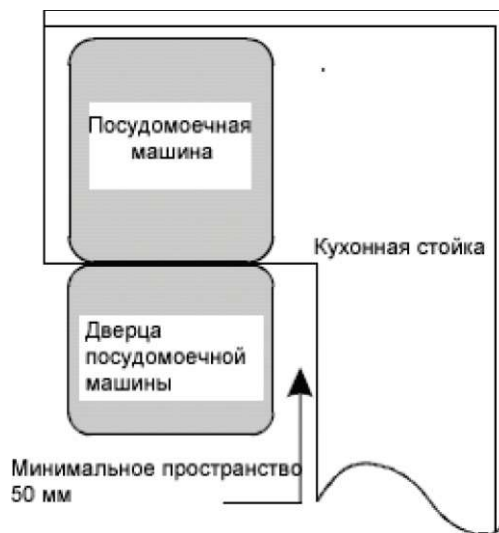 Посудомоечная
машина
Кухонная стойка
Дверца
посудомоечной
машины
Минимальное пространство
50 мм